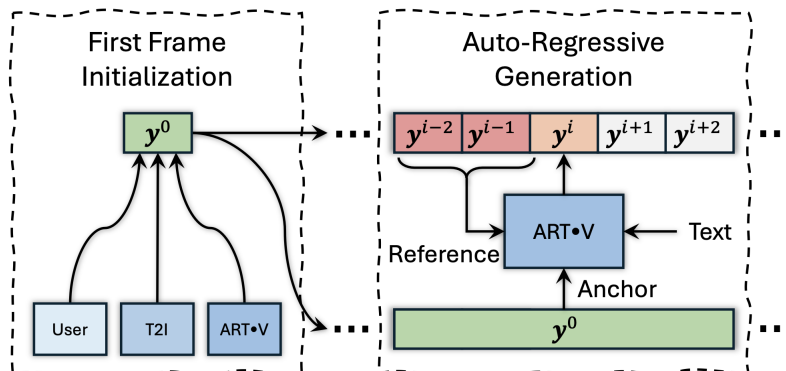 First Frame
Initialization
y⁰
User
T2I
ART•V
Auto-Regressive
Generation
... yⁱ⁻² yⁱ⁻¹ yⁱ yⁱ⁺¹ yⁱ⁺² ...
ART•V
Text
Reference
Anchor
... y⁰ ...